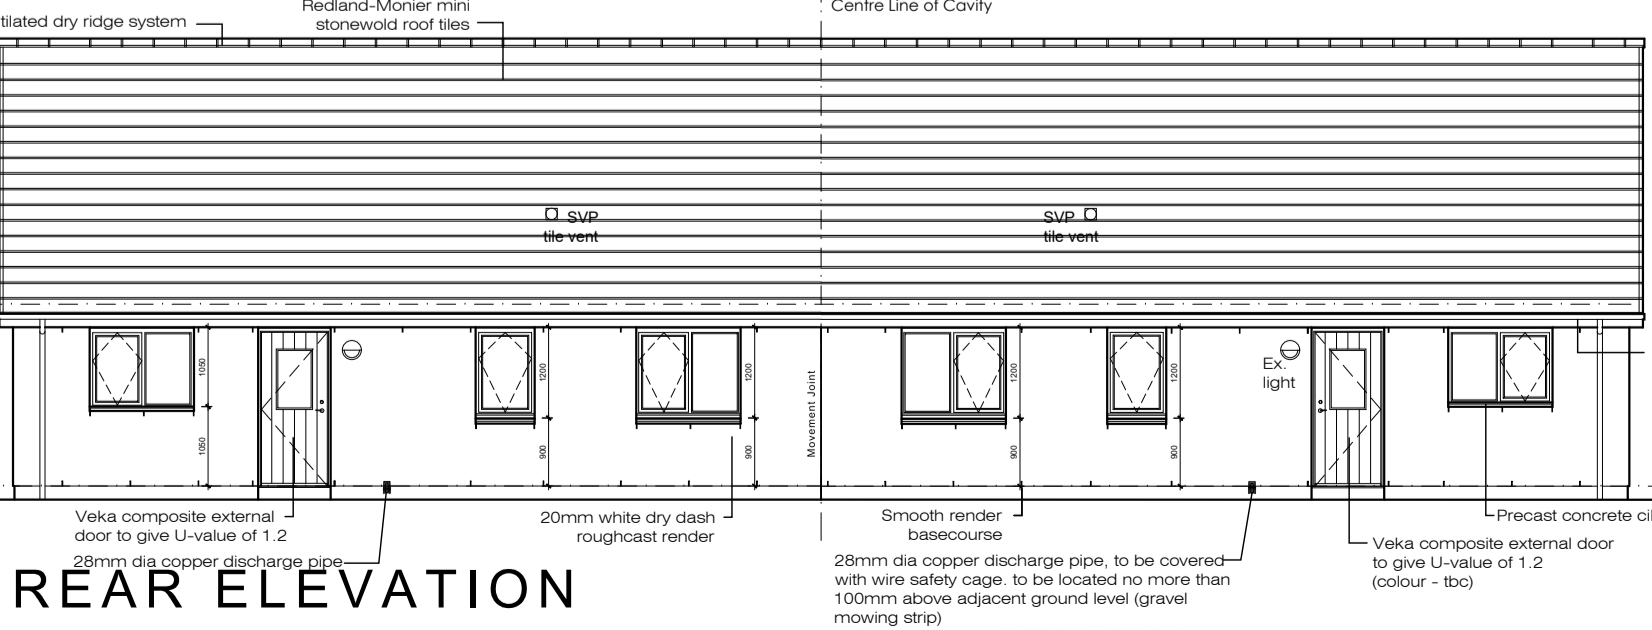 tilated dry ridge system
Redland-Monier mini
stonewold roof tiles
Centre Line of Cavity
SVP
tile vent
SVP
tile vent
1050
1050
1200
900
1200
900
Movement Joint
1200
900
1200
900
Ex.
light
Veka composite external
door to give U-value of 1.2
28mm dia copper discharge pipe
20mm white dry dash
roughcast render
Smooth render
basecourse
28mm dia copper discharge pipe, to be covered
with wire safety cage. to be located no more than
100mm above adjacent ground level (gravel
mowing strip)
Precast concrete cil
Veka composite external door
to give U-value of 1.2
(colour - tbc)
REAR ELEVATION